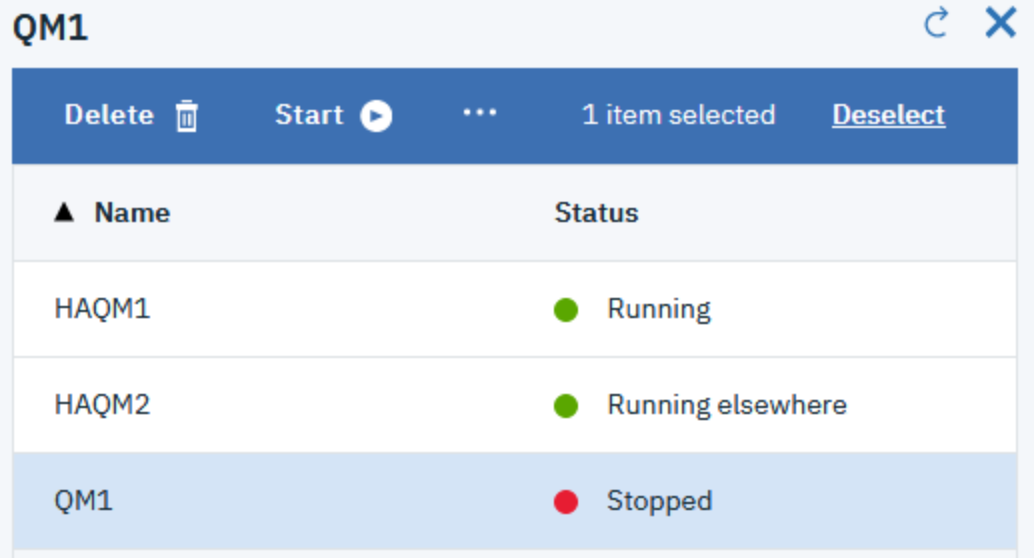 QM1
Delete Start ... 1 item selected Deselect
▲ Name Status
HAQM1 Running
HAQM2 Running elsewhere
QM1 Stopped